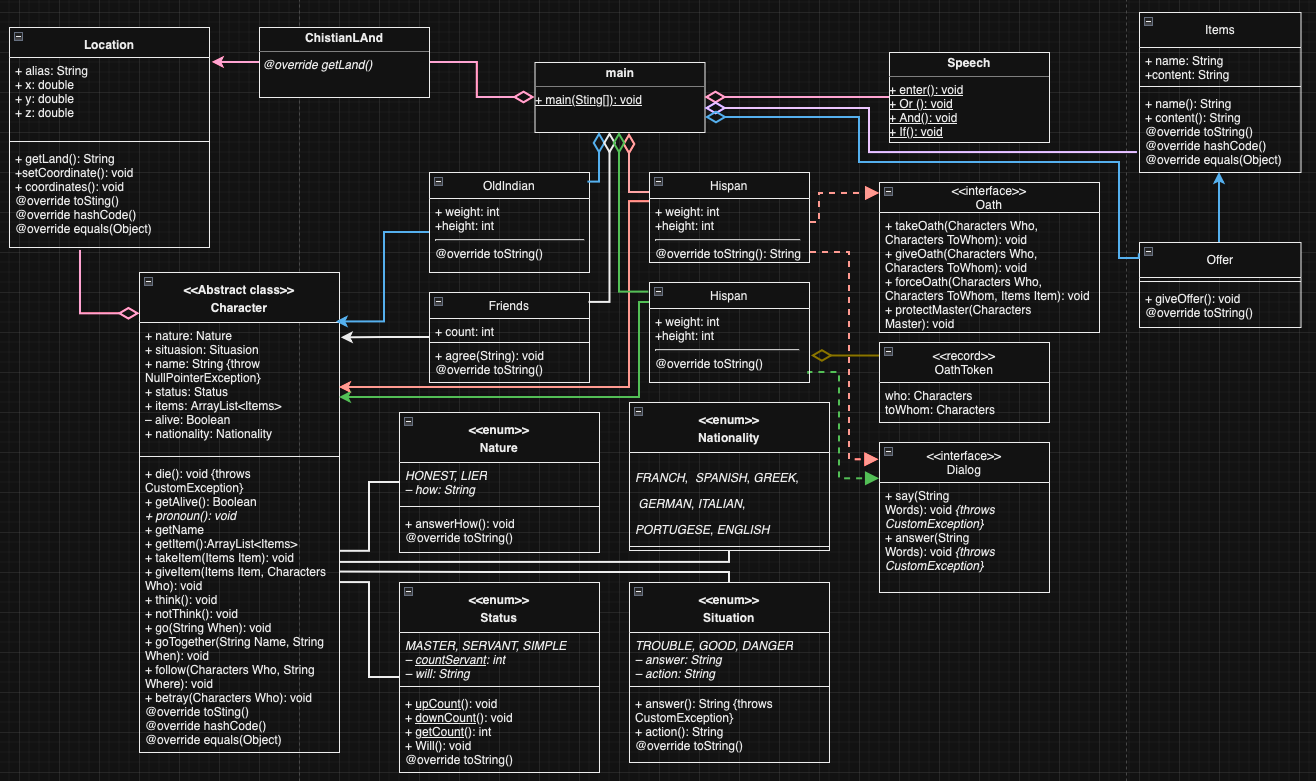 Location
+ alias: String
+ x: double
+ y: double
+ z: double
+ getLand(): String
+setCoordinate(): void
+ coordinates(): void
@override toSting()
@override hashCode()
@override equals(Object)
ChistianLAnd
@override getLand()
main
+ main(Sting[]): void
Speech
+ enter(): void
+ Or (): void
+ And(): void
+ If(): void
Items
+ name: String
+content: String
+ name(): String
+ content(): String
@override toString()
@override hashCode()
@override equals(Object)
OldIndian
+ weight: int
+height: int
@override toString()
Hispan
+ weight: int
+height: int
@override toString(): String
<<interface>>
Oath
+ takeOath(Characters Who,
Characters ToWhom): void
+ giveOath(Characters Who,
Characters ToWhom): void
+ forceOath(Characters Who,
Characters ToWhom, Items Item): void
+ protectMaster(Characters
Master): void
Offer
+ giveOffer(): void
@override toString()
<<Abstract class>>
Character
+ nature: Nature
+ situasion: Situasion
+ name: String {throw
NullPointerException}
+ status: Status
+ items: ArrayList<Items>
– alive: Boolean
+ nationality: Nationality
+ die(): void {throws
CustomException}
+ getAlive(): Boolean
+ pronoun(): void
+ getName
+ getItem():ArrayList<Items>
+ takeItem(Items Item): void
+ giveItem(Items Item, Characters
Who): void
+ think(): void
+ notThink(): void
+ go(String When): void
+ goTogether(String Name, String
When): void
+ follow(Characters Who, String
Where): void
+ betray(Characters Who): void
@override toSting()
@override hashCode()
@override equals(Object)
Friends
+ count: int
+ agree(String): void
@override toString()
Hispan
+ weight: int
+height: int
@override toString()
<<record>>
OathToken
who: Characters
toWhom: Characters
<<enum>>
Nature
HONEST, LIER
– how: String
+ answerHow(): void
@override toString()
<<enum>>
Nationality
FRANCH, SPANISH, GREEK,
GERMAN, ITALIAN,
PORTUGESE, ENGLISH
<<interface>>
Dialog
+ say(String
Words): void {throws
CustomException}
+ answer(String
Words): void {throws
CustomException}
<<enum>>
Status
MASTER, SERVANT, SIMPLE
– countServant: int
– will: String
+ upCount(): void
+ downCount(): void
+ getCount(): int
+ Will(): void
@override toString()
<<enum>>
Situation
TROUBLE, GOOD, DANGER
– answer: String
– action: String
+ answer(): String {throws
CustomException}
+ action(): String
@override toString()